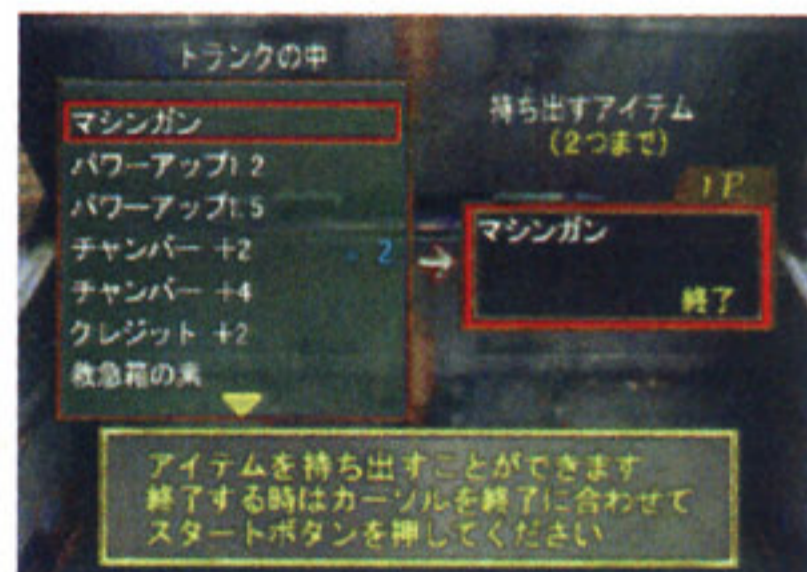 トランクの中
マシンガン
パワーアップ1.2
パワーアップ1.5
チャンバー +2 2
チャンバー +4
クレジット +2
救急箱の素
持ち出すアイテム
(2つまで)
1P
マシンガン
終了
アイテムを持ち出すことができます
終了する時はカーソルを終了に合わせて
スタートボタンを押してください